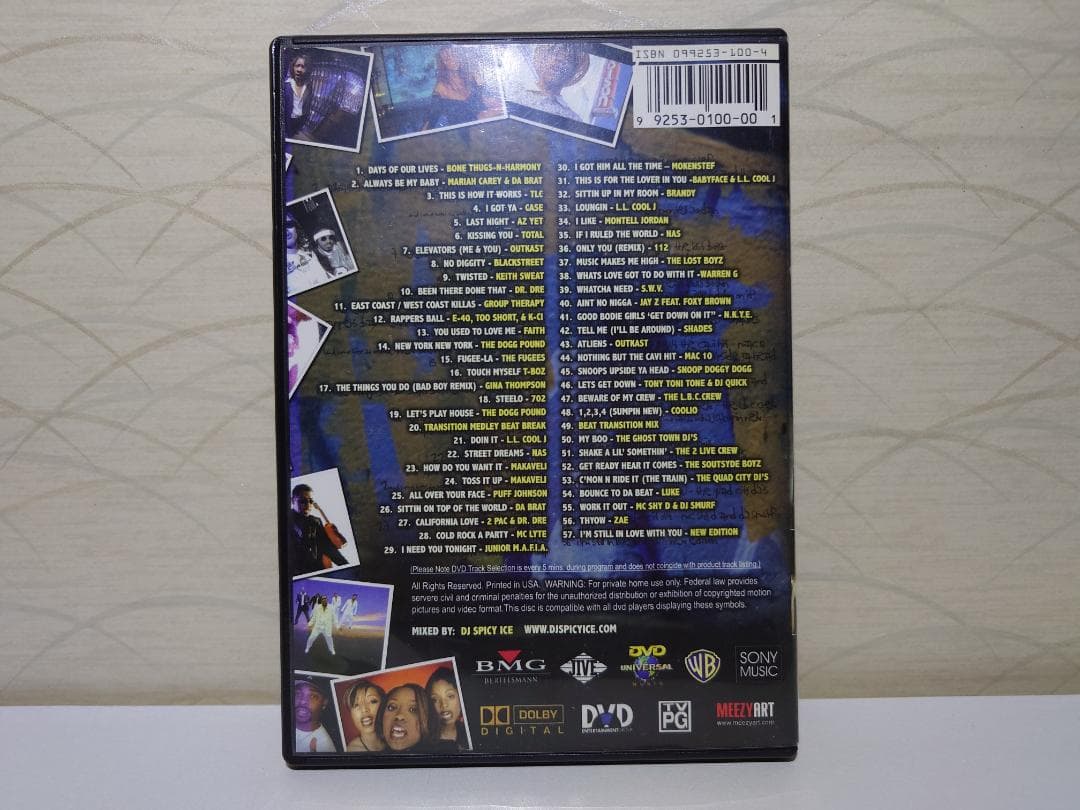 ISBN 099253-100-4
9 9253-0100-00 1
1. DAYS OF OUR LIVES - BONE THUGS-N-HARMONY
2. ALWAYS BE MY BABY - MARIAH CAREY & DA BRAT
3. THIS IS HOW IT WORKS - TLC
4. I GOT YA - CASE
5. LAST NIGHT - AZ YET
6. KISSING YOU - TOTAL
7. ELEVATORS (ME & YOU) - OUTKAST
8. NO DIGGITY - BLACKSTREET
9. TWISTED - KEITH SWEAT
10. BEEN THERE DONE THAT - DR. DRE
11. EAST COAST / WEST COAST KILLAS - GROUP THERAPY
12. RAPPERS BALL - E-40, TOO SHORT, & K-CI
13. YOU USED TO LOVE ME - FAITH
14. NEW YORK NEW YORK - THE DOGG POUND
15. FUGEE-LA - THE FUGEES
16. TOUCH MYSELF T-BOZ
17. THE THINGS YOU DO (BAD BOY REMIX) - GINA THOMPSON
18. STEELO - 702
19. LET'S PLAY HOUSE - THE DOGG POUND
20. TRANSITION MEDLEY BEAT BREAK
21. DOIN IT - L.L. COOL J
22. STREET DREAMS - NAS
23. HOW DO YOU WANT IT - MAKAVELI
24. TOSS IT UP - MAKAVELI
25. ALL OVER YOUR FACE - PUFF JOHNSON
26. SITTIN ON TOP OF THE WORLD - DA BRAT
27. CALIFORNIA LOVE - 2 PAC & DR. DRE
28. COLD ROCK A PARTY - MC LYTE
29. I NEED YOU TONIGHT - JUNIOR M.A.F.I.A.
30. I GOT HIM ALL THE TIME - MOKENSTEF
31. THIS IS FOR THE LOVER IN YOU -BABYFACE & L.L. COOL J
32. SITTIN UP IN MY ROOM - BRANDY
33. LOUNGIN - L.L. COOL J
34. I LIKE - MONTELL JORDAN
35. IF I RULED THE WORLD - NAS
36. ONLY YOU (REMIX) - 112
37. MUSIC MAKES ME HIGH - THE LOST BOYZ
38. WHATS LOVE GOT TO DO WITH IT -WARREN G
39. WHATCHA NEED - S.W.V.
40. AINT NO NIGGA - JAY Z FEAT. FOXY BROWN
41. GOOD BODIE GIRLS 'GET DOWN ON IT" - N.K.Y.E.
42. TELL ME (I'LL BE AROUND) - SHADES
43. ATLIENS - OUTKAST
44. NOTHING BUT THE CAVI HIT - MAC 10
45. SNOOPS UPSIDE YA HEAD - SNOOP DOGGY DOGG
46. LETS GET DOWN - TONY TONI TONE & DJ QUICK
47. BEWARE OF MY CREW - THE L.B.C.CREW
48. 1,2,3,4 (SUMPIN NEW) - COOLIO
49. BEAT TRANSITION MIX
50. MY BOO - THE GHOST TOWN DJ'S
51. SHAKE A LIL' SOMETHIN' - THE 2 LIVE CREW
52. GET READY HEAR IT COMES - THE SOUTSYDE BOYZ
53. C'MON N RIDE IT (THE TRAIN) - THE QUAD CITY DJ'S
54. BOUNCE TO DA BEAT - LUKE
55. WORK IT OUT - MC SHY D & DJ SMURF
56. THYOW - ZAE
57. I'M STILL IN LOVE WITH YOU - NEW EDITION
(Please Note DVD Track Selection is every 5 mins. during program and does not coincide with product track listing.)
All Rights Reserved. Printed in USA. WARNING: For private home use only. Federal law provides
servere civil and criminal penalties for the unauthorized distribution or exhibition of copyrighted motion
pictures and video format. This disc is compatible with all dvd players displaying these symbols.
MIXED BY: DJ SPICY ICE WWW.DJSPICYICE.COM
BMG
BERTELSMANN
JIVE
DVD
UNIVERSAL
MUSIC
WB
SONY
MUSIC
DOLBY
DIGITAL
DVD
ENTERTAINMENT
TV
PG
MEEZYART
www.meezyart.com